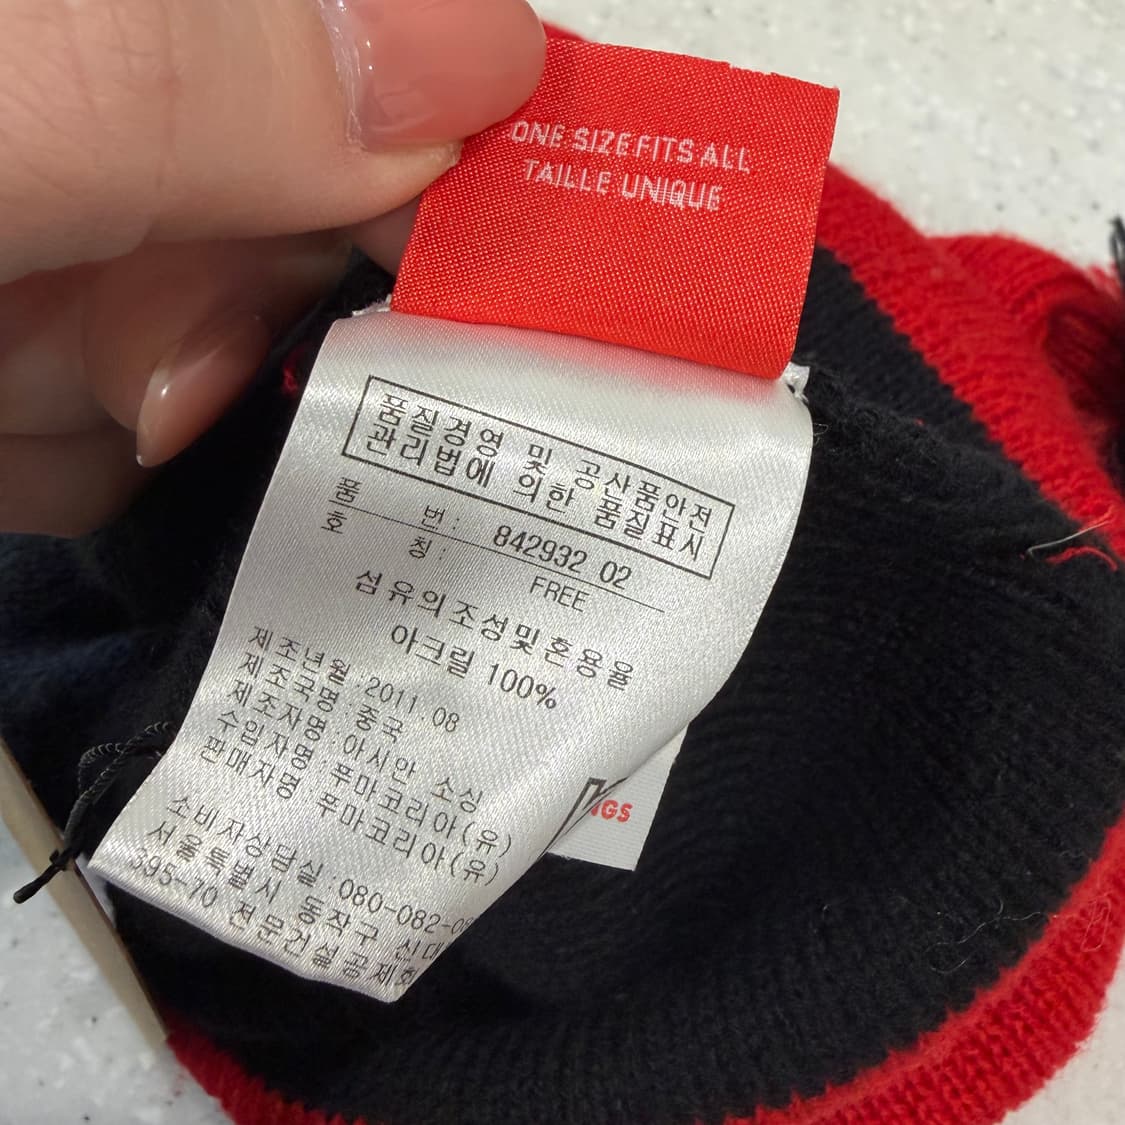 ONE SIZE FITS ALL
TAILLE UNIQUE
품질경영 및 공산품안전
관리법에 의한 품질표시
품 번: 842932 02
호 칭: FREE
섬유의조성및혼용율
아크릴 100%
제조년월:2011.08
제조국명:중국
제조자명:아시안 소싱
수입자명:푸마코리아(유)
판매자명:푸마코리아(유)
소비자상담실:080-082-0
서울특별시 동작구 신대
395-70 전문건설공제회
NGS